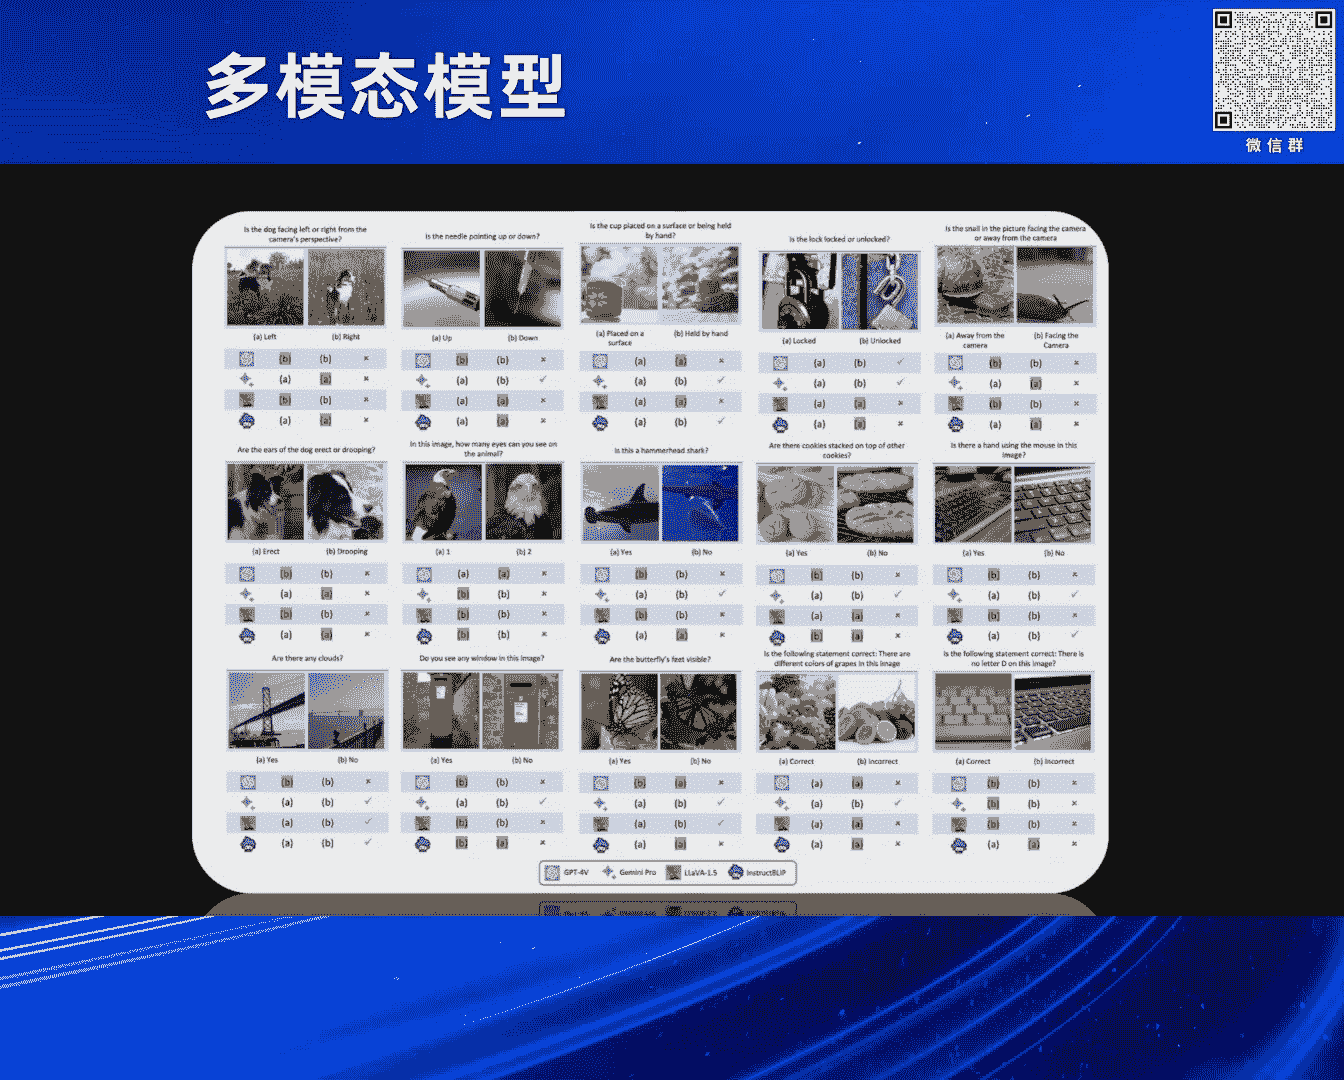 多模态模型
微信群
Is the dog facing left or right from the
camera's perspective?
(a) Left (b) Right
(b) (b) ×
(a) (a) ×
(b) (b) ×
(a) (a) ×
Is the needle pointing up or down?
(a) Up (b) Down
(b) (b) ×
(a) (b) ✓
(a) (a) ×
(a) (a) ×
Is the cup placed on a surface or being held
by hand?
(a) Placed on a
surface
(b) Held by hand
(a) (a) ×
(a) (b) ✓
(a) (a) ×
(a) (b) ✓
Is the lock locked or unlocked?
(a) Locked (b) Unlocked
(a) (b) ✓
(a) (b) ✓
(a) (a) ×
(a) (a) ×
Is the snail in the picture facing the camera
or away from the camera
(a) Away from the
camera
(b) Facing the
Camera
(b) (b) ×
(a) (a) ×
(b) (b) ×
(a) (a) ×
Are the ears of the dog erect or drooping?
(a) Erect (b) Drooping
(b) (b) ×
(a) (a) ×
(b) (b) ×
(a) (a) ×
In this image, how many eyes can you see on
the animal?
(a) 1 (b) 2
(a) (a) ×
(b) (b) ×
(b) (b) ×
(b) (b) ×
Is this a hammerhead shark?
(a) Yes (b) No
(b) (b) ×
(a) (b) ✓
(b) (b) ×
(a) (a) ×
Are there cookies stacked on top of other
cookies?
(a) Yes (b) No
(b) (b) ×
(a) (b) ✓
(a) (a) ×
(b) (a) ×
Is there a hand using the mouse in this
image?
(a) Yes (b) No
(b) (b) ×
(a) (b) ✓
(b) (b) ×
(a) (b) ✓
Are there any clouds?
(a) Yes (b) No
(b) (b) ×
(a) (b) ✓
(a) (b) ✓
(a) (b) ✓
Do you see any window in this image?
(a) Yes (b) No
(b) (b) ×
(a) (b) ✓
(b) (b) ×
(b) (a) ×
Are the butterfly's feet visible?
(a) Yes (b) No
(b) (a) ×
(a) (b) ✓
(a) (b) ✓
(a) (a) ×
Is the following statement correct: There are
different colors of grapes in this image
(a) Correct (b) Incorrect
(a) (a) ×
(a) (b) ✓
(a) (a) ×
(a) (a) ×
Is the following statement correct: There is
no letter D on this image?
(a) Correct (b) Incorrect
(b) (b) ×
(b) (b) ×
(b) (b) ×
(a) (a) ×
GPT-4V Gemini Pro LLaVA-1.5 InstructBLIP